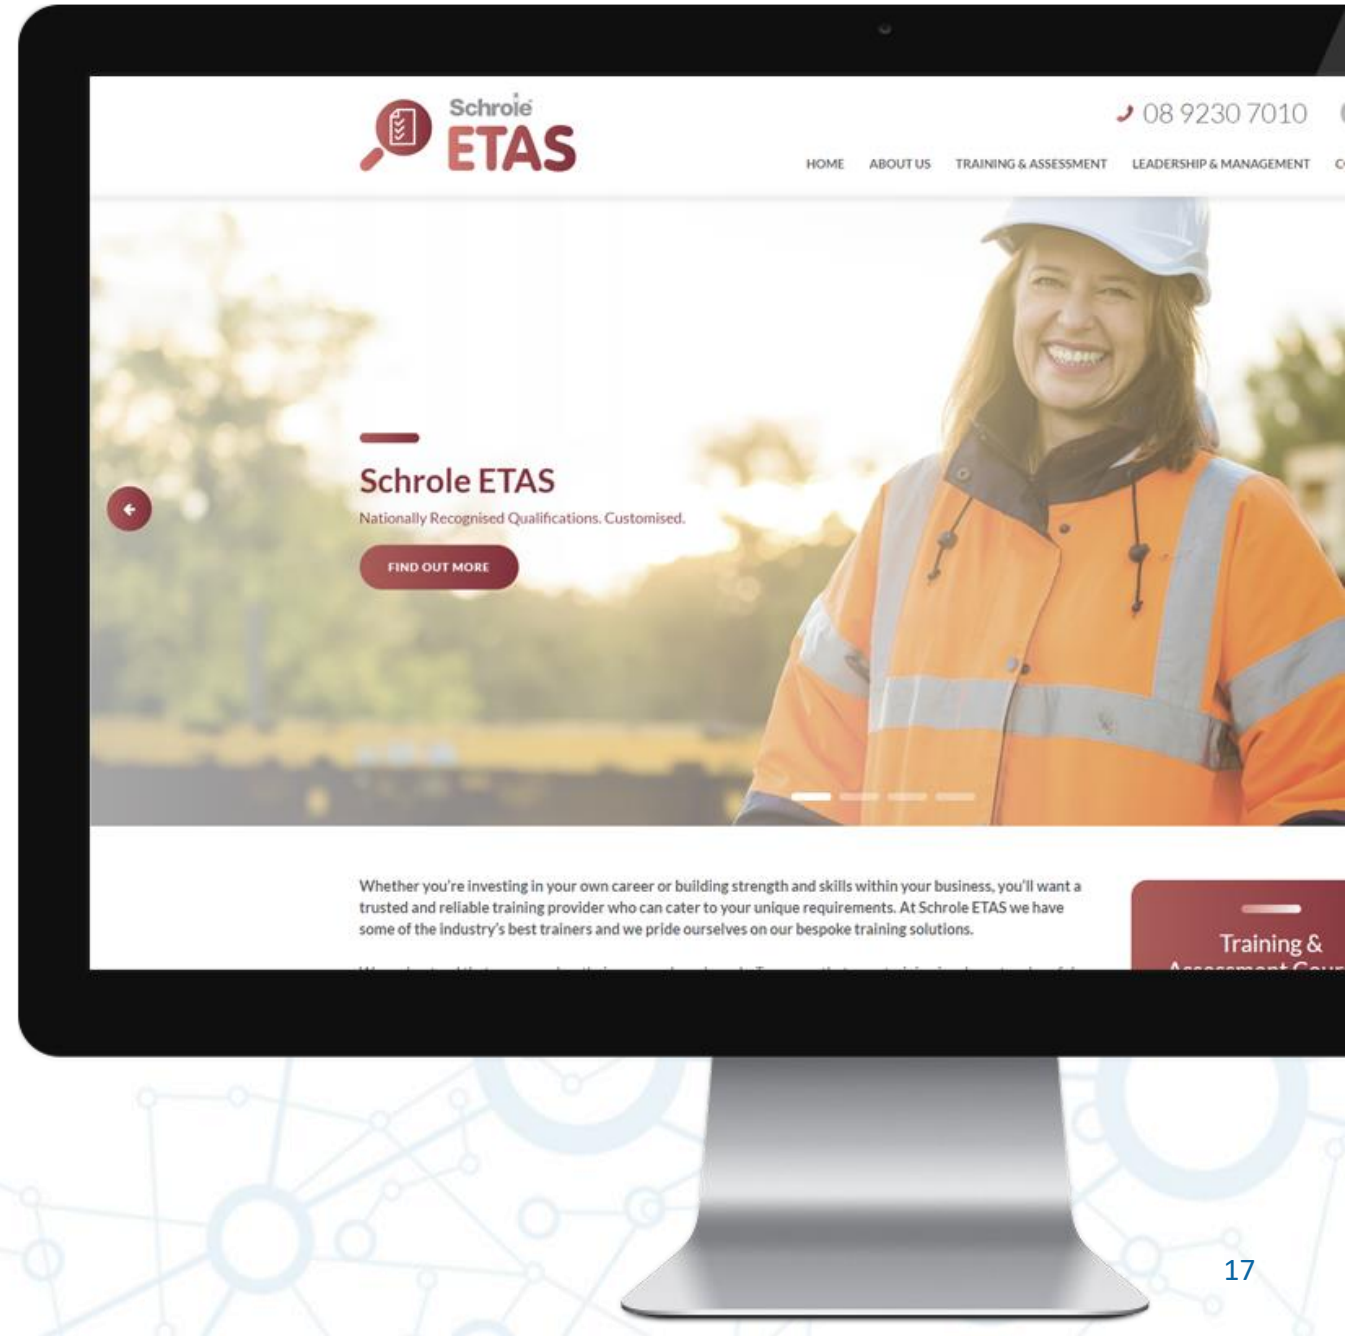 Schrole
ETAS
08 9230 7010
HOME ABOUT US TRAINING & ASSESSMENT LEADERSHIP & MANAGEMENT
Schrole ETAS
Nationally Recognised Qualifications. Customised.
FIND OUT MORE
Whether you're investing in your own career or building strength and skills within your business, you'll want a
trusted and reliable training provider who can cater to your unique requirements. At Schrole ETAS we have
some of the industry's best trainers and we pride ourselves on our bespoke training solutions.
Training &
17